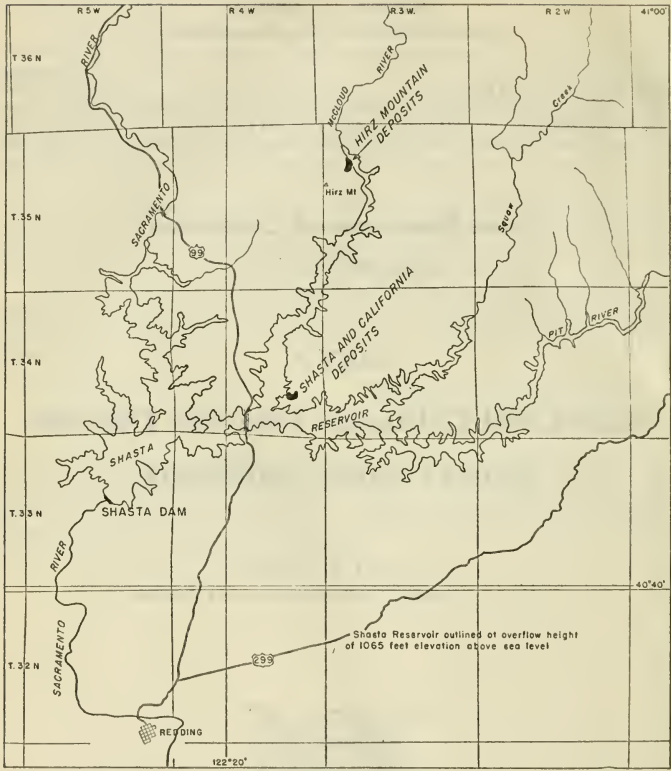 R 5 W
R 4 W
R 3 W.
R 2 W
41°00'
T. 36 N
RIVER
McCLOUD RIVER
HIRZ MOUNTAIN
DEPOSITS
Creek
Hirz Mt
T. 35 N
SACRAMENTO
99
Squaw
SHASTA AND CALIFORNIA
DEPOSITS
PIT RIVER
T. 34 N
RESERVOIR
SHASTA
SHASTA DAM
T. 33 N
RIVER
40°40'
Shasta Reservoir outlined at overflow height
of 1065 feet elevation above sea level
299
T. 32 N
SACRAMENTO
REDDING
122°20'